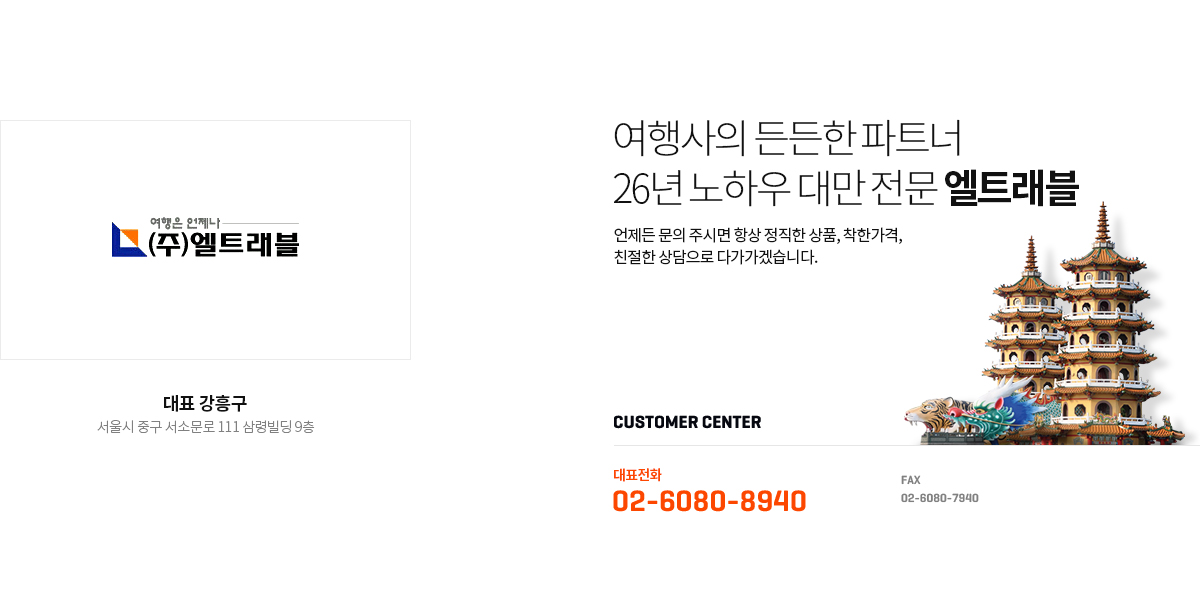 여행은 언제나
(주)엘트래블
대표 강흥구
서울시 중구 서소문로 111 삼령빌딩 9층
여행사의 든든한 파트너
26년 노하우 대만 전문 엘트래블
언제든 문의 주시면 항상 정직한 상품, 착한가격,
친절한 상담으로 다가가겠습니다.
CUSTOMER CENTER
대표전화
02-6080-8940
FAX
02-6080-7940